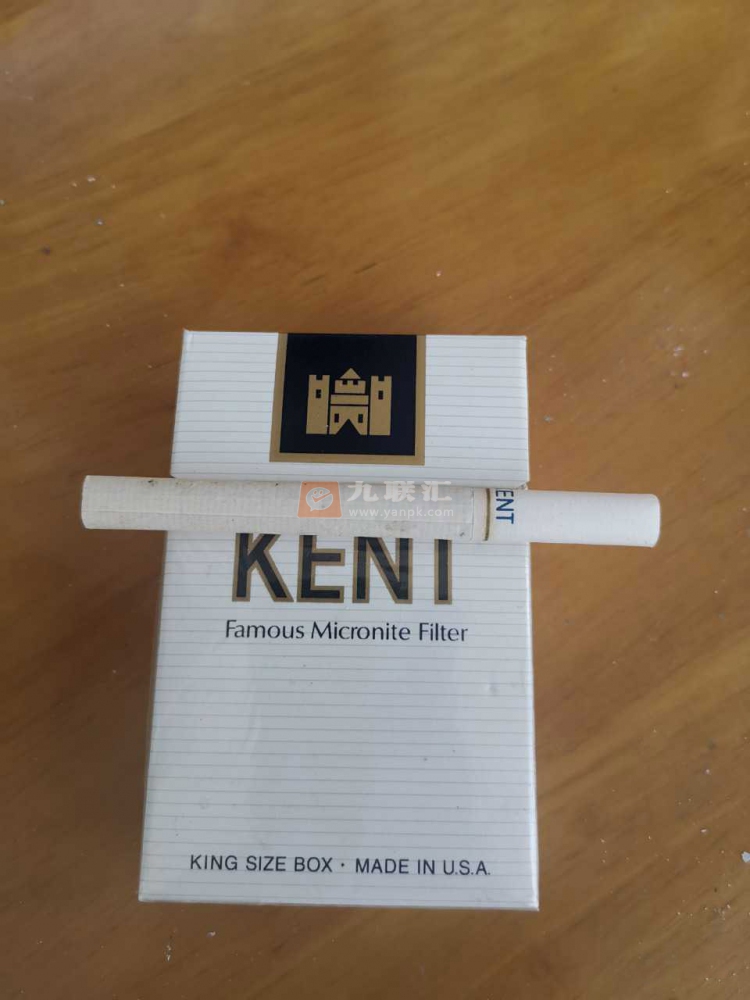 九联汇
www.yanpk.com
ENT
KENT
Famous Micronite Filter
KING SIZE BOX · MADE IN U.S.A.